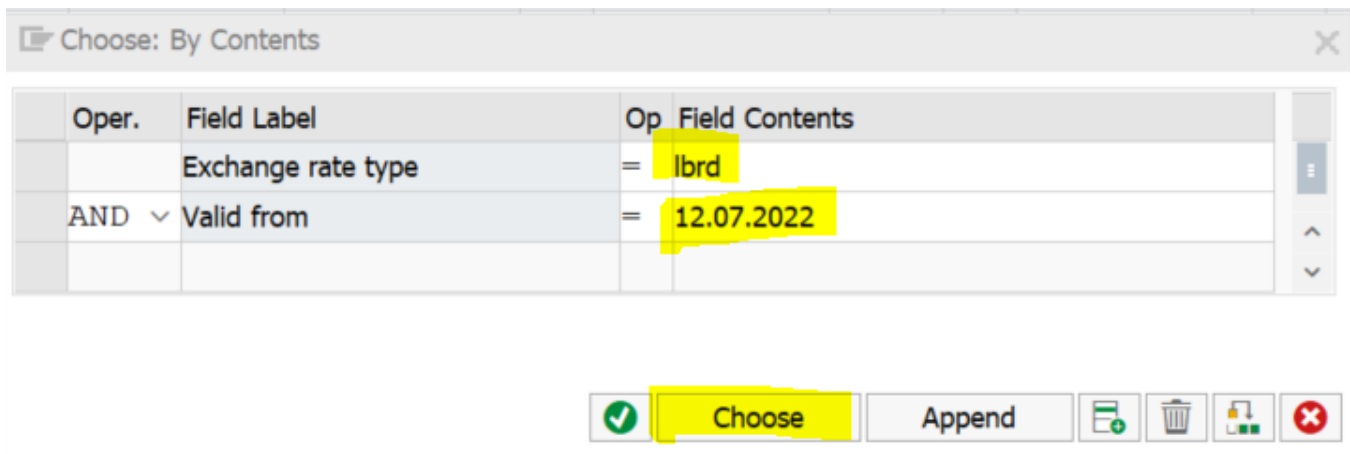 Choose: By Contents
Oper. Field Label Op Field Contents
Exchange rate type = lbrd
AND Valid from = 12.07.2022
Choose Append